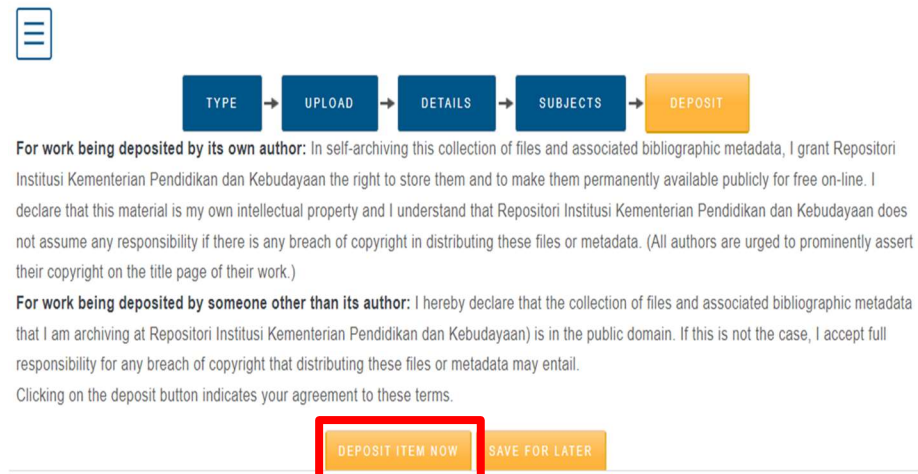 TYPE → UPLOAD → DETAILS → SUBJECTS → DEPOSIT
For work being deposited by its own author: In self-archiving this collection of files and associated bibliographic metadata, I grant Repositori
Institusi Kementerian Pendidikan dan Kebudayaan the right to store them and to make them permanently available publicly for free on-line. I
declare that this material is my own intellectual property and I understand that Repositori Institusi Kementerian Pendidikan dan Kebudayaan does
not assume any responsibility if there is any breach of copyright in distributing these files or metadata. (All authors are urged to prominently assert
their copyright on the title page of their work.)
For work being deposited by someone other than its author: I hereby declare that the collection of files and associated bibliographic metadata
that I am archiving at Repositori Institusi Kementerian Pendidikan dan Kebudayaan) is in the public domain. If this is not the case, I accept full
responsibility for any breach of copyright that distributing these files or metadata may entail.
Clicking on the deposit button indicates your agreement to these terms.
DEPOSIT ITEM NOW SAVE FOR LATER